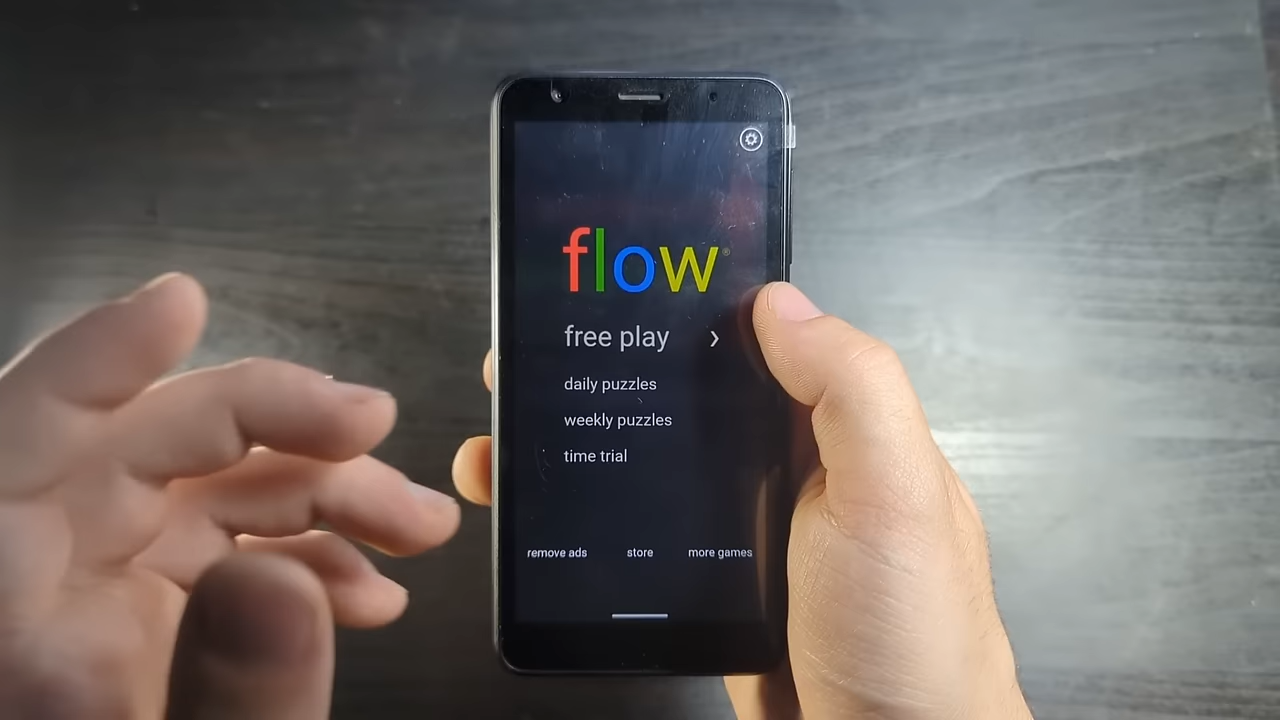 flow®
free play ›
daily puzzles
weekly puzzles
time trial
remove ads store more games